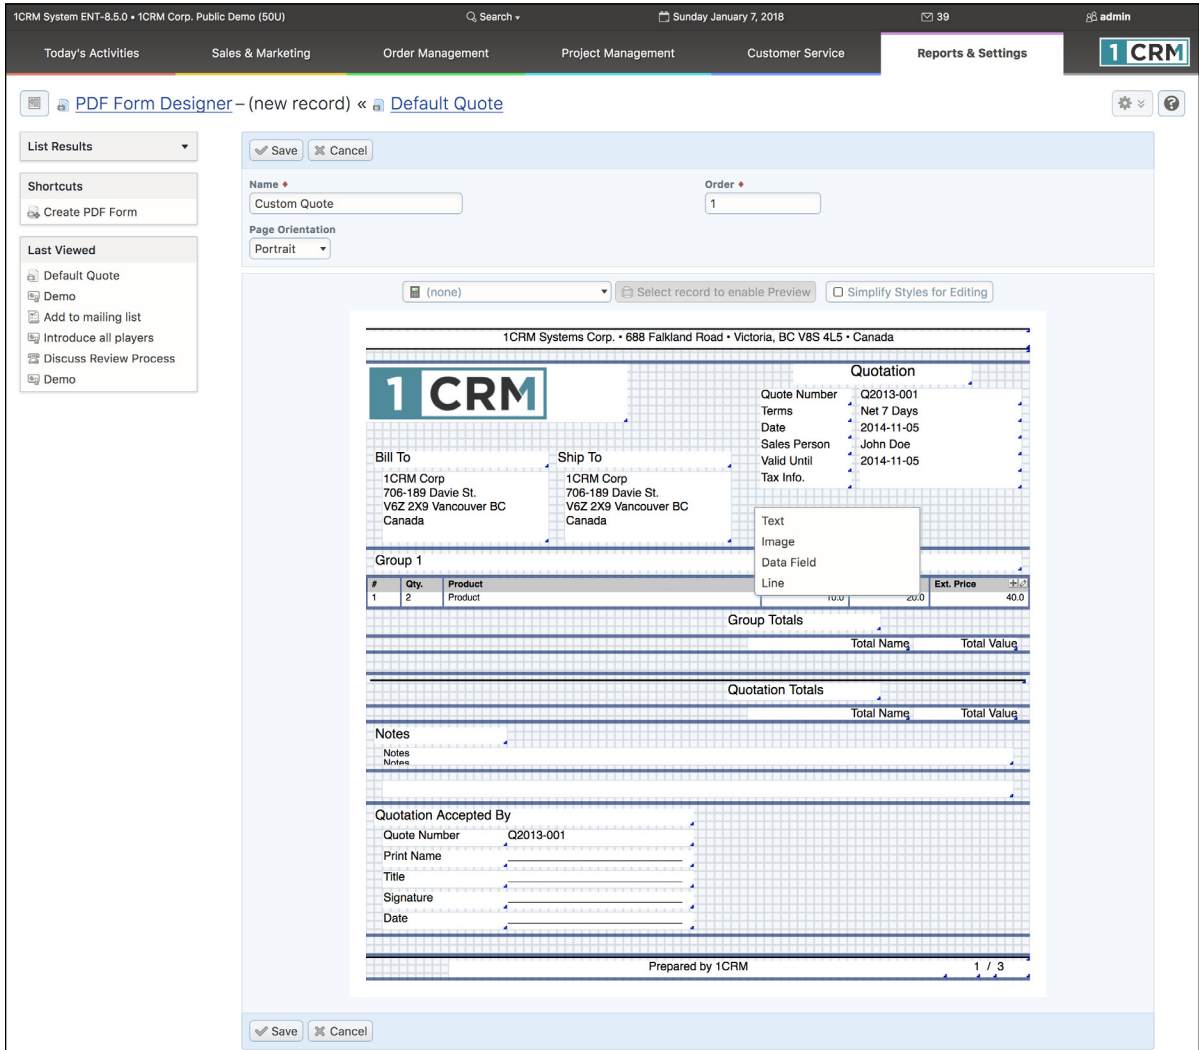 1CRM System ENT-8.5.0 • 1CRM Corp. Public Demo (50U) Search Sunday January 7, 2018 39 admin
Today's Activities Sales & Marketing Order Management Project Management Customer Service Reports & Settings 1CRM
PDF Form Designer – (new record) « Default Quote
List Results
Shortcuts
Create PDF Form
Last Viewed
Default Quote
Demo
Add to mailing list
Introduce all players
Discuss Review Process
Demo
Save Cancel
Name Order
Custom Quote 1
Page Orientation
Portrait
(none) Select record to enable Preview Simplify Styles for Editing
1CRM Systems Corp. • 688 Falkland Road • Victoria, BC V8S 4L5 • Canada
1CRM
Quotation
Quote Number Q2013-001
Terms Net 7 Days
Date 2014-11-05
Sales Person John Doe
Valid Until 2014-11-05
Tax Info.
Bill To Ship To
1CRM Corp 1CRM Corp
706-189 Davie St. 706-189 Davie St.
V6Z 2X9 Vancouver BC V6Z 2X9 Vancouver BC
Canada Canada
Text
Image
Data Field
Line
Group 1
# Qty. Product Ext. Price
1 2 Product 10.0 20.0 40.0
Group Totals
Total Name Total Value
Quotation Totals
Total Name Total Value
Notes
Notes
Notes
Quotation Accepted By
Quote Number Q2013-001
Print Name
Title
Signature
Date
Prepared by 1CRM 1 / 3
Save Cancel